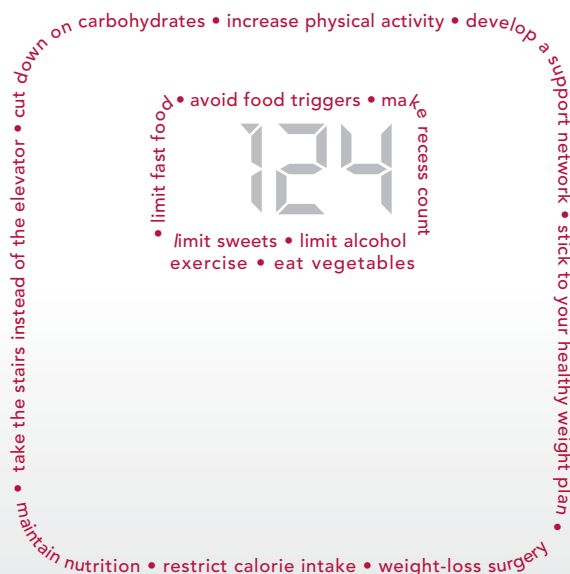 cut down on carbohydrates • increase physical activity • develop a support network • stick to your healthy weight plan •
maintain nutrition • restrict calorie intake • weight-loss surgery
• take the stairs instead of the elevator •
• limit fast food • avoid food triggers • make recess count
124
limit sweets • limit alcohol
exercise • eat vegetables